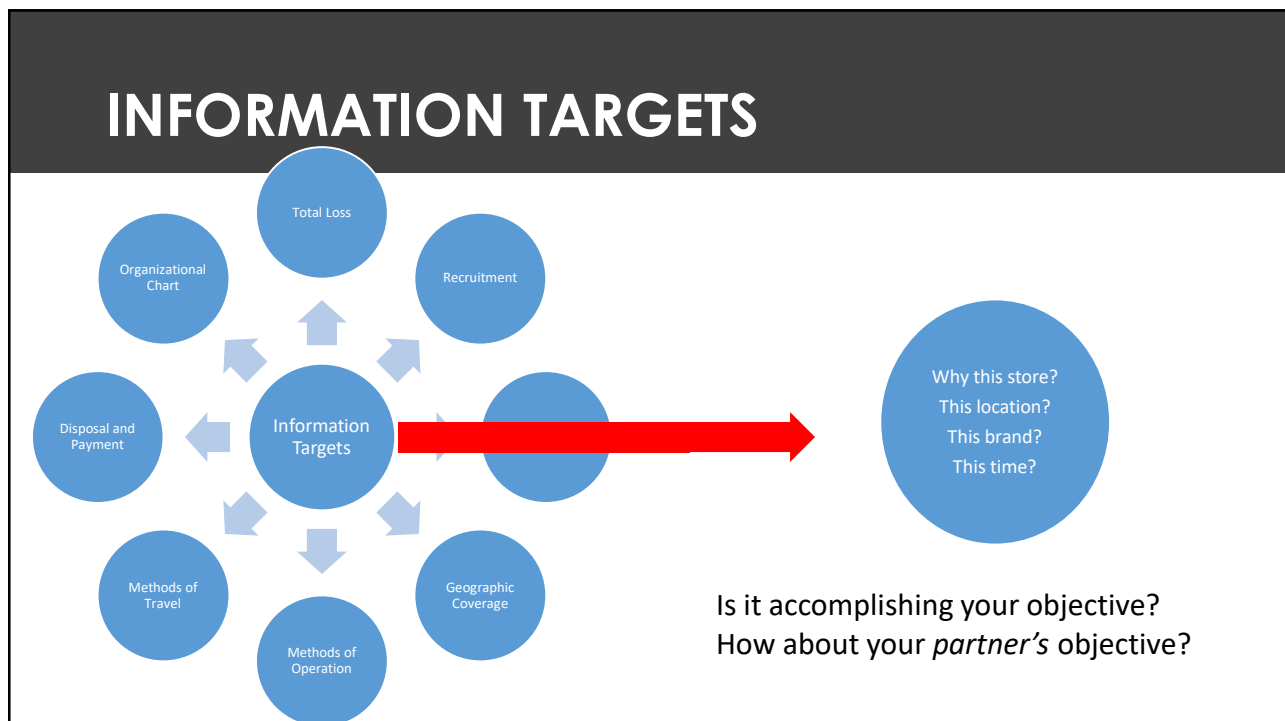 INFORMATION TARGETS
Total Loss
Recruitment
Geographic
Coverage
Methods of
Operation
Methods of
Travel
Disposal and
Payment
Organizational
Chart
Information
Targets
Why this store?
This location?
This brand?
This time?
Is it accomplishing your objective?
How about your partner's objective?